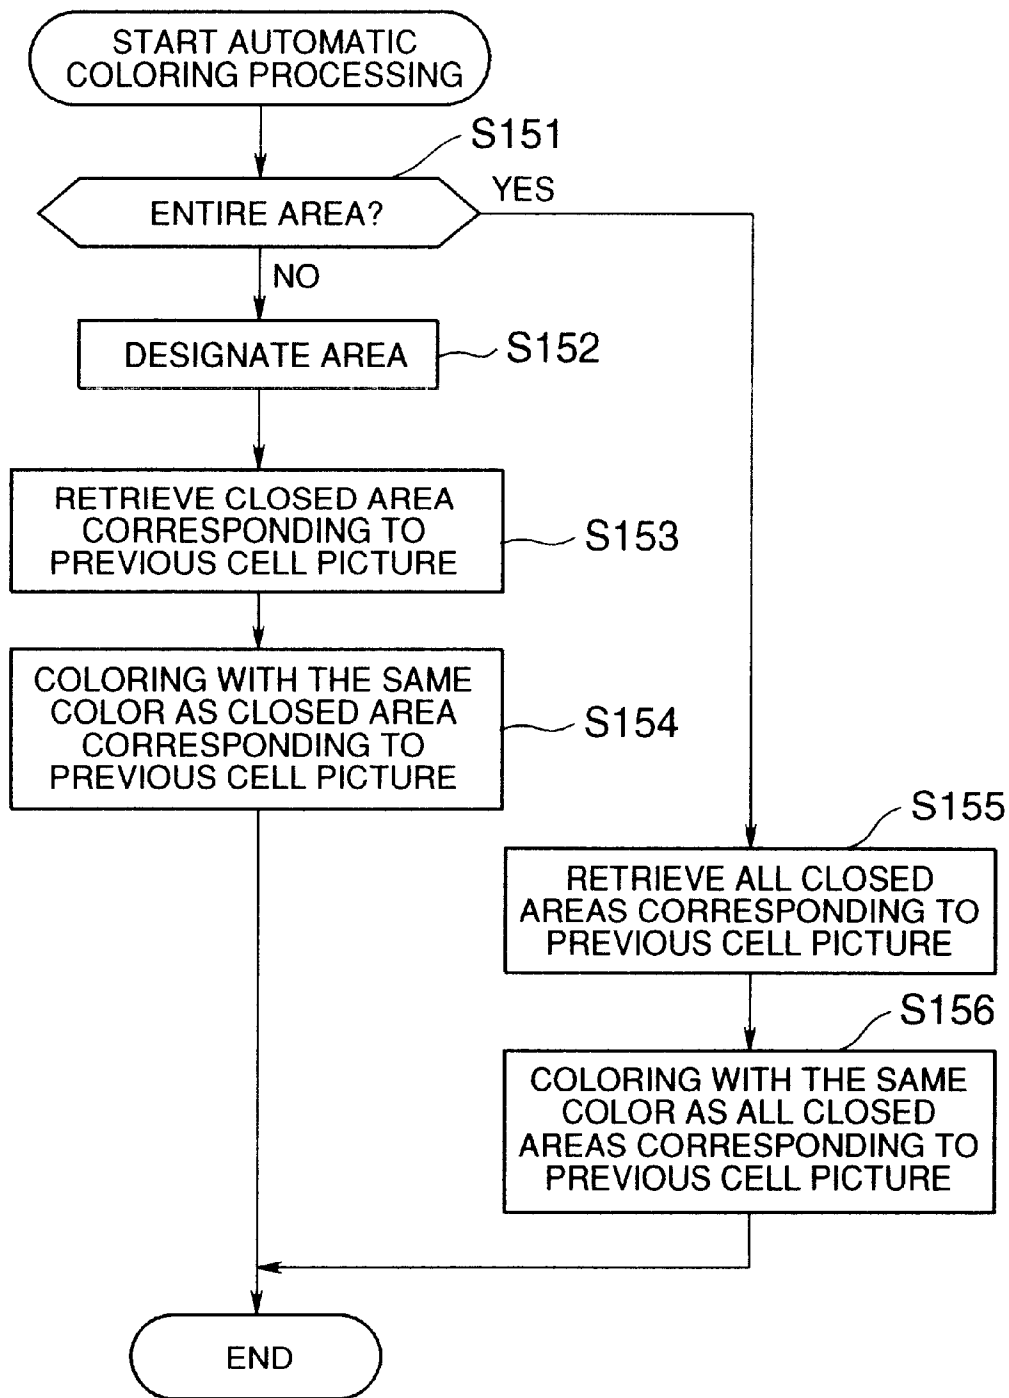 START AUTOMATIC
COLORING PROCESSING
S151
YES
ENTIRE AREA?
NO
DESIGNATE AREA
S152
RETRIEVE CLOSED AREA
CORRESPONDING TO
PREVIOUS CELL PICTURE
S153
COLORING WITH THE SAME
COLOR AS CLOSED AREA
CORRESPONDING TO
PREVIOUS CELL PICTURE
S154
S155
RETRIEVE ALL CLOSED
AREAS CORRESPONDING TO
PREVIOUS CELL PICTURE
S156
COLORING WITH THE SAME
COLOR AS ALL CLOSED
AREAS CORRESPONDING TO
PREVIOUS CELL PICTURE
END